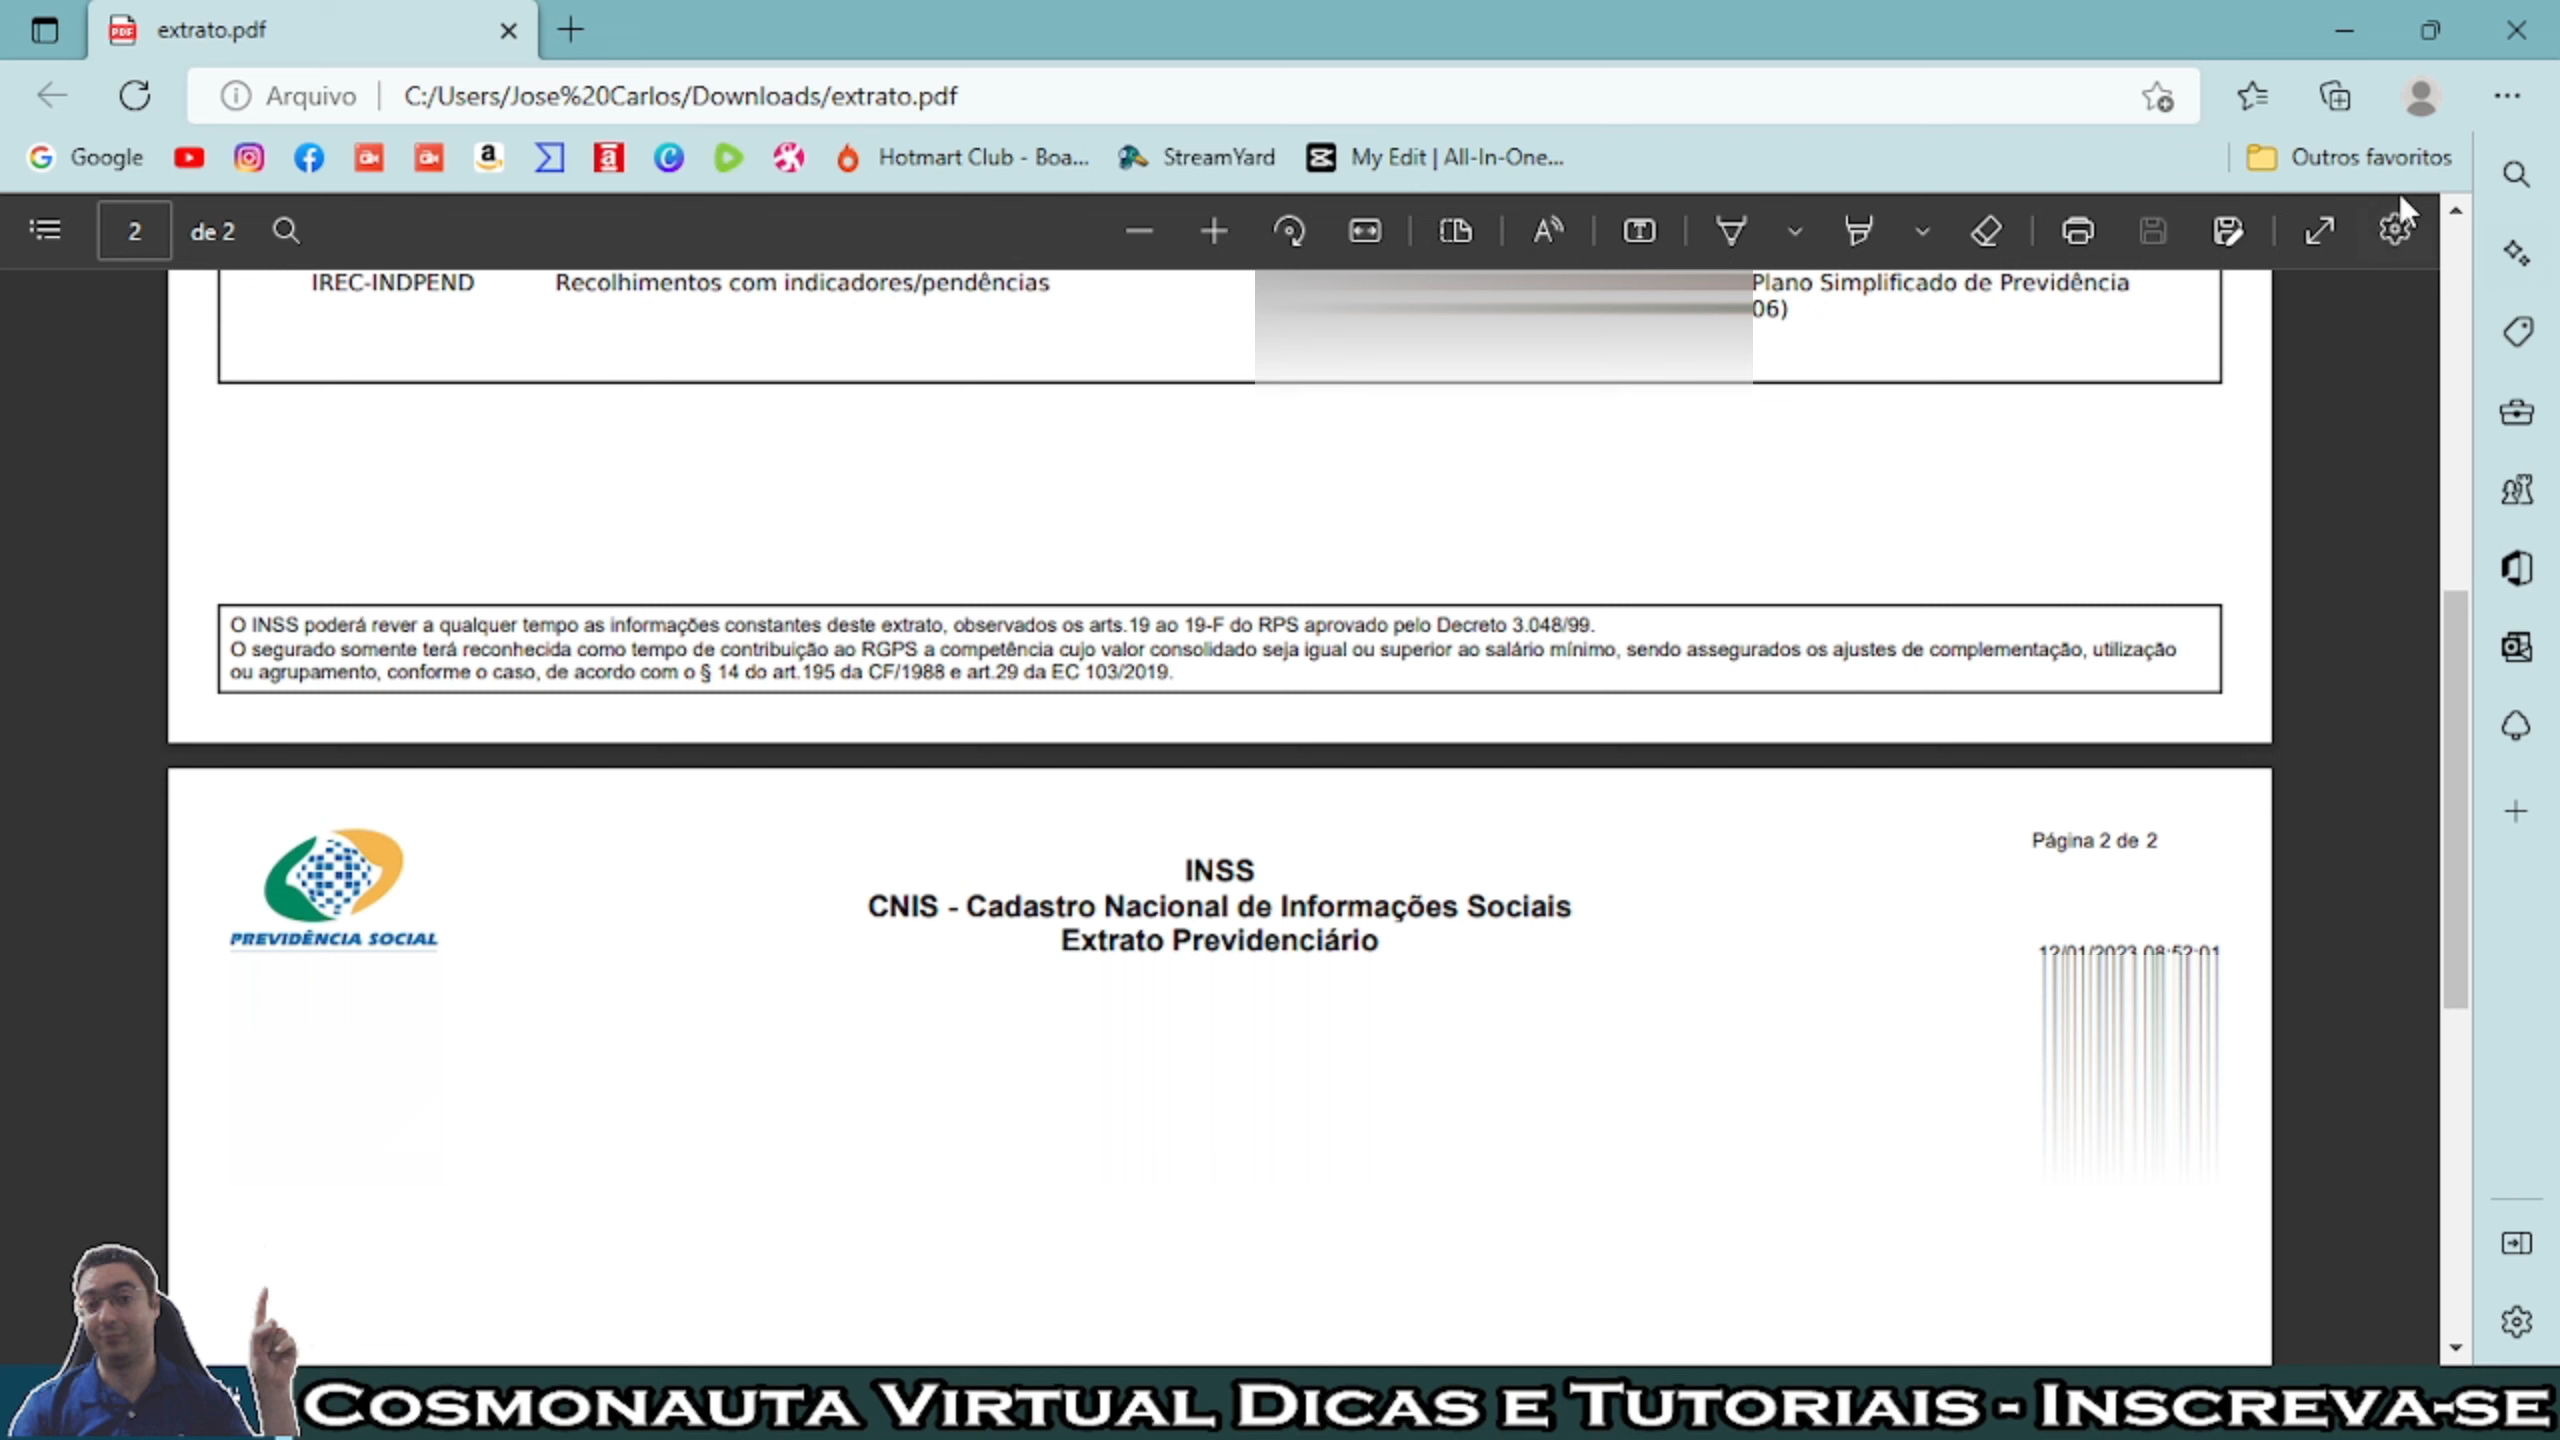 extrato.pdf
Arquivo C:/Users/Jose%20Carlos/Downloads/extrato.pdf
Google Hotmart Club - Boa... StreamYard My Edit | All-In-One... Outros favoritos
2 de 2
IREC-INDPEND Recolhimentos com indicadores/pendências Plano Simplificado de Previdência
06)
O INSS poderá rever a qualquer tempo as informações constantes deste extrato, observados os arts.19 ao 19-F do RPS aprovado pelo Decreto 3.048/99.
O segurado somente terá reconhecida como tempo de contribuição ao RGPS a competência cujo valor consolidado seja igual ou superior ao salário mínimo, sendo assegurados os ajustes de complementação, utilização
ou agrupamento, conforme o caso, de acordo com o § 14 do art.195 da CF/1988 e art.29 da EC 103/2019.
Página 2 de 2
INSS
CNIS - Cadastro Nacional de Informações Sociais
PREVIDÊNCIA SOCIAL
Extrato Previdenciário
12/01/2023 08:52:01
COSMONAUTA VIRTUAL DICAS E TUTORIAIS - INSCREVA-SE